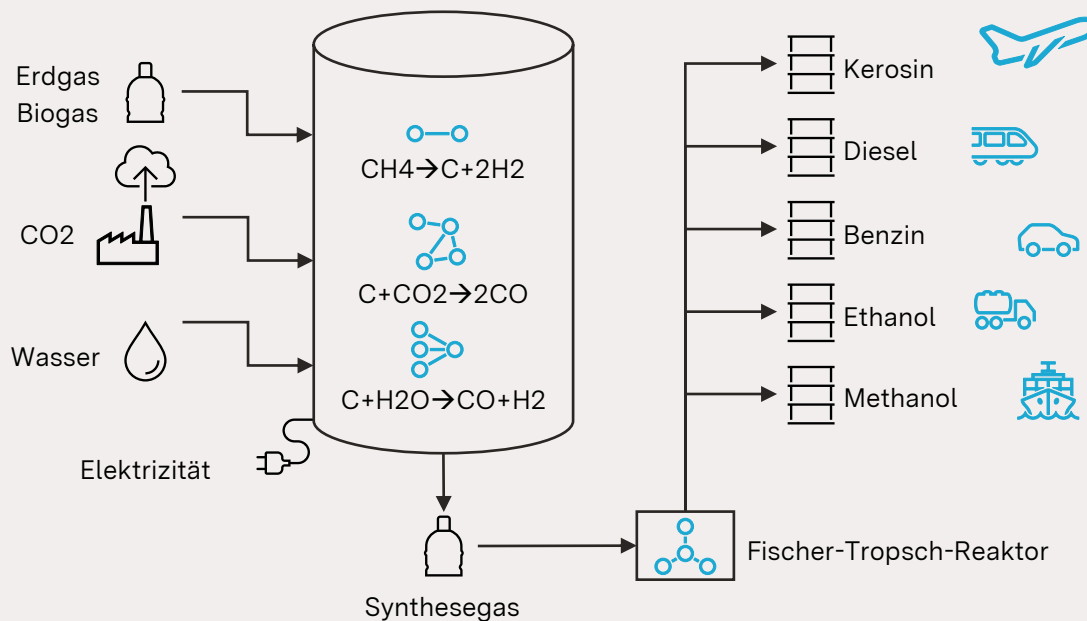 Erdgas
Biogas
CO2
Wasser
Elektrizität
CH4→C+2H2
C+CO2→2CO
C+H2O→CO+H2
Synthesegas
Fischer-Tropsch-Reaktor
Kerosin
Diesel
Benzin
Ethanol
Methanol